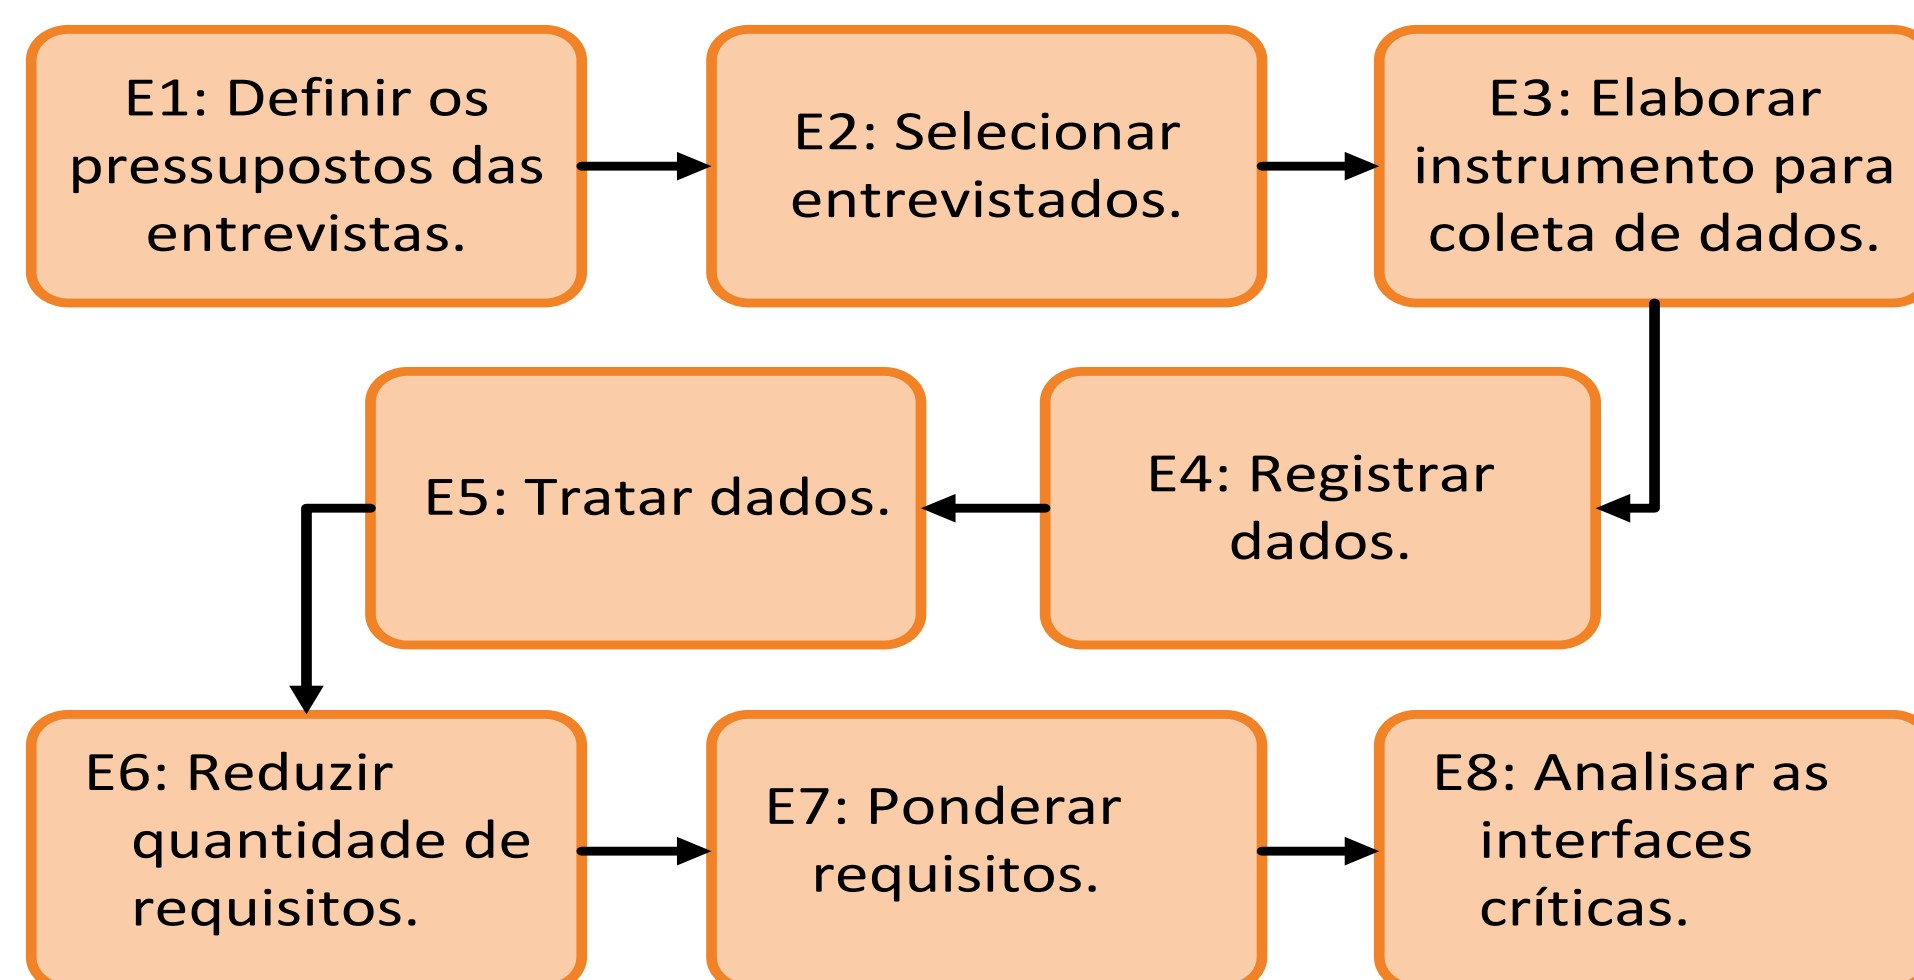 E1: Definir os
pressupostos das
entrevistas.
E2: Selecionar
entrevistados.
E3: Elaborar
instrumento para
coleta de dados.
E4: Registrar
dados.
E5: Tratar dados.
E6: Reduzir
quantidade de
requisitos.
E7: Ponderar
requisitos.
E8: Analisar as
interfaces
críticas.